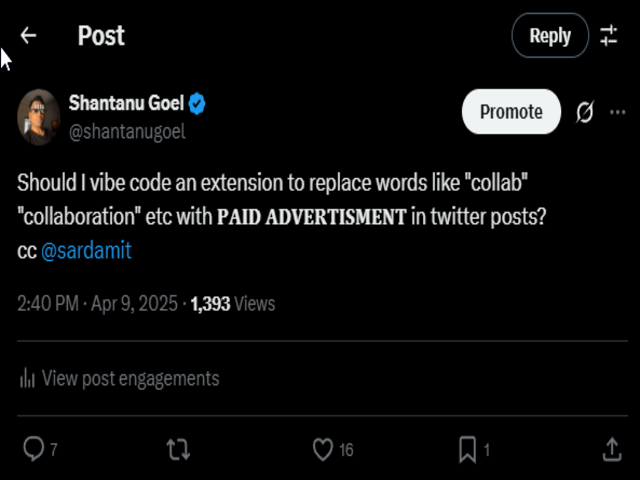 Post
Reply
Shantanu Goel
@shantanugoel
Promote
Should I vibe code an extension to replace words like "collab"
"collaboration" etc with PAID ADVERTISMENT in twitter posts?
cc @sardamit
2:40 PM · Apr 9, 2025 · 1,393 Views
View post engagements
7 16 1